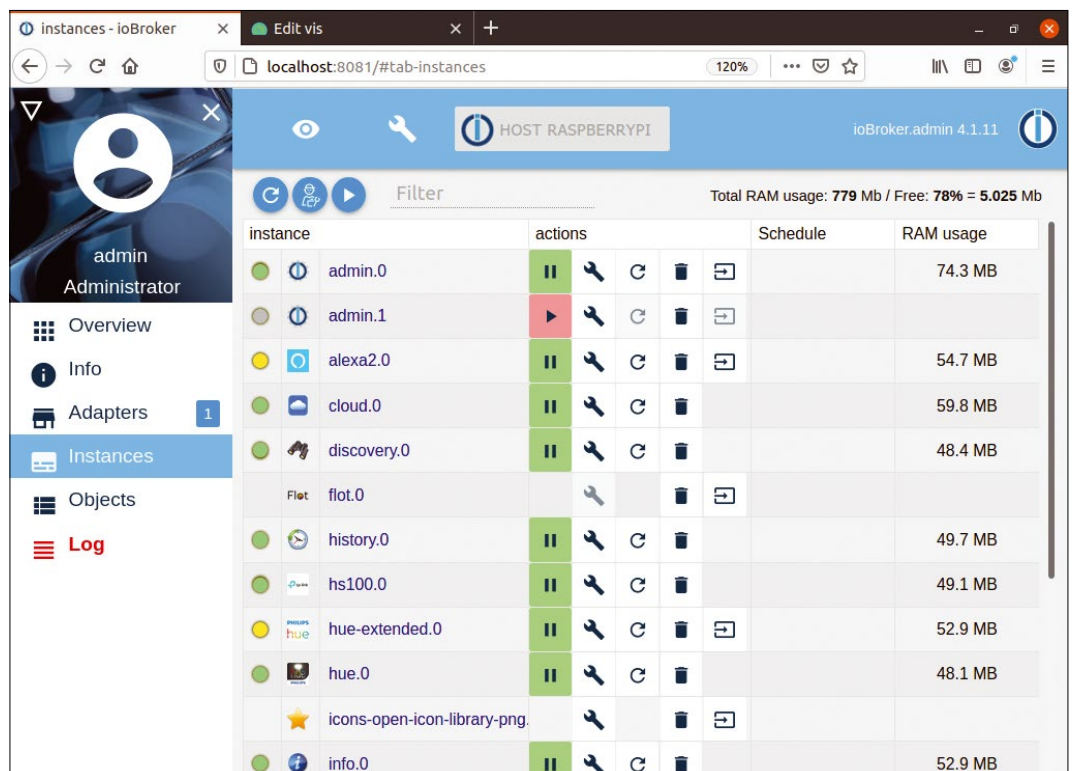 instances - ioBroker
Edit vis
localhost:8081/#tab-instances
120%
HOST RASPBERRYPI
ioBroker.admin 4.1.11
Filter
Total RAM usage: 779 Mb / Free: 78% = 5.025 Mb
admin
Administrator
Overview
Info
Adapters 1
Instances
Objects
Log
instance actions Schedule RAM usage
admin.0 74.3 MB
admin.1
alexa2.0 54.7 MB
cloud.0 59.8 MB
discovery.0 48.4 MB
Flot flot.0
history.0 49.7 MB
hs100.0 49.1 MB
PHILIPS
hue hue-extended.0 52.9 MB
hue.0 48.1 MB
icons-open-icon-library-png.
info.0 52.9 MB